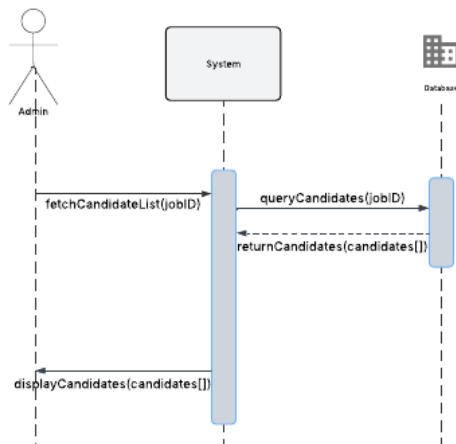 System
Database
Admin
fetchCandidateList(jobID)
queryCandidates(jobID)
returnCandidates(candidates[])
displayCandidates(candidates[])